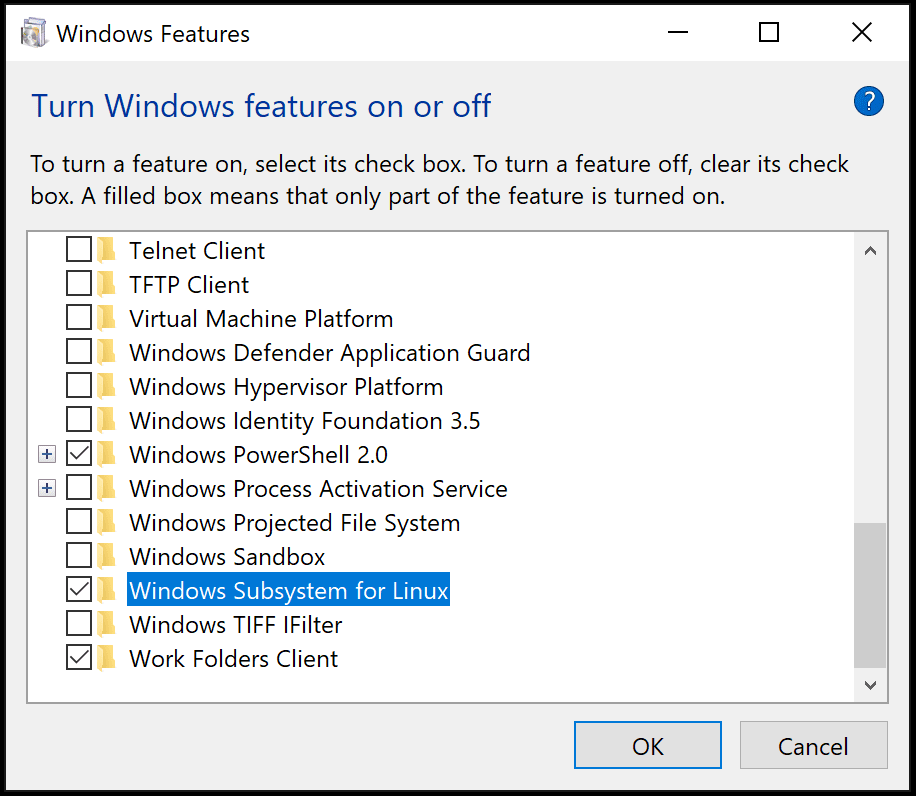 Windows Features
Turn Windows features on or off
?
To turn a feature on, select its check box. To turn a feature off, clear its check
box. A filled box means that only part of the feature is turned on.
Telnet Client
TFTP Client
Virtual Machine Platform
Windows Defender Application Guard
Windows Hypervisor Platform
Windows Identity Foundation 3.5
Windows PowerShell 2.0
Windows Process Activation Service
Windows Projected File System
Windows Sandbox
Windows Subsystem for Linux
Windows TIFF IFilter
Work Folders Client
OK
Cancel